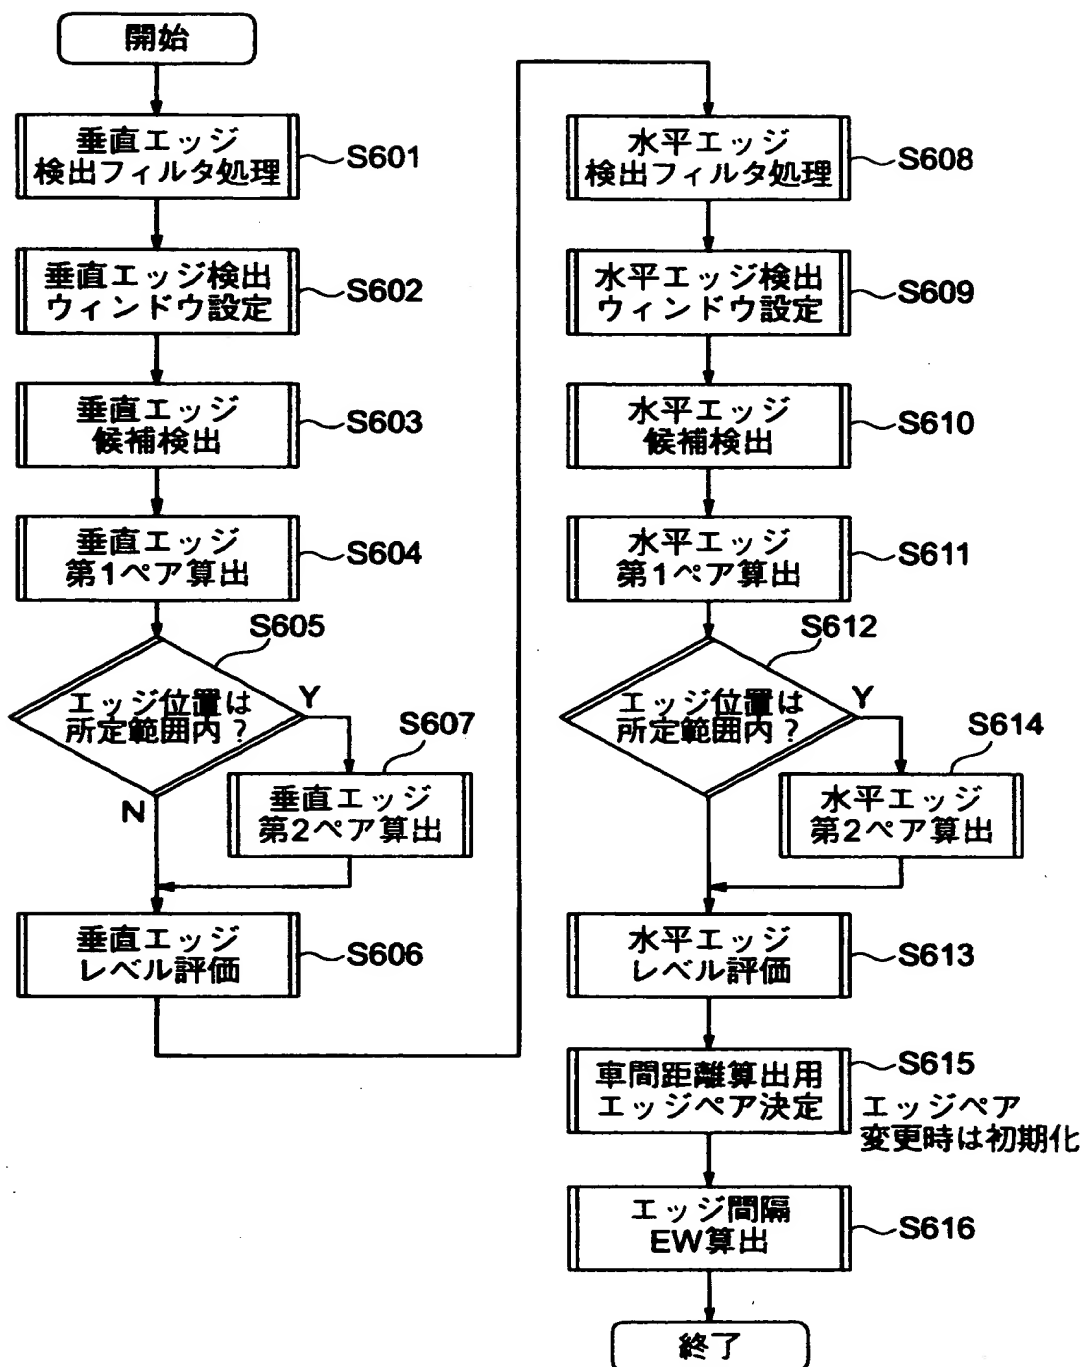 開始
垂直エッジ
検出フィルタ処理
S601
垂直エッジ検出
ウィンドウ設定
S602
垂直エッジ
候補検出
S603
垂直エッジ
第1ペア算出
S604
S605
エッジ位置は
所定範囲内？
Y
N
S607
垂直エッジ
第2ペア算出
垂直エッジ
レベル評価
S606
水平エッジ
検出フィルタ処理
S608
水平エッジ検出
ウィンドウ設定
S609
水平エッジ
候補検出
S610
水平エッジ
第1ペア算出
S611
S612
エッジ位置は
所定範囲内？
Y
S614
水平エッジ
第2ペア算出
水平エッジ
レベル評価
S613
車間距離算出用
エッジペア決定
S615
エッジペア
変更時は初期化
エッジ間隔
EW算出
S616
終了